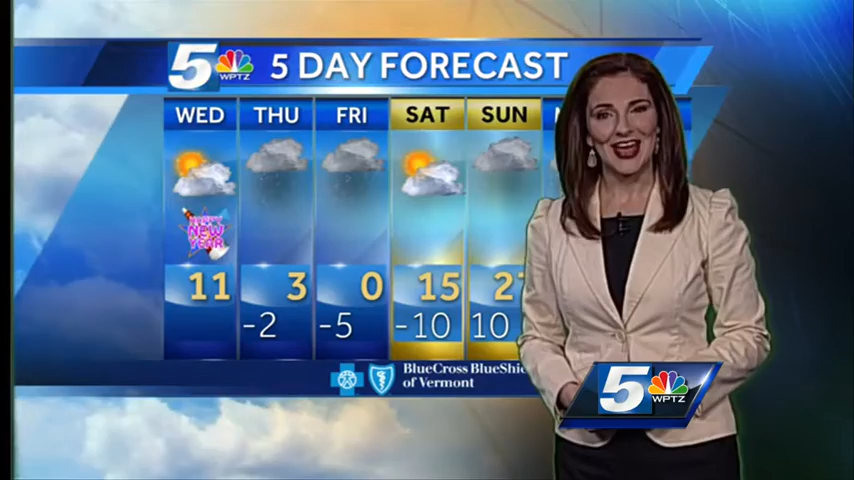 5 WPTZ 5 DAY FORECAST
WED THU FRI SAT SUN
HAPPY NEW YEAR
11 3 0 15
-2 -5 -10 10
BlueCross
of Vermont
5 WPTZ